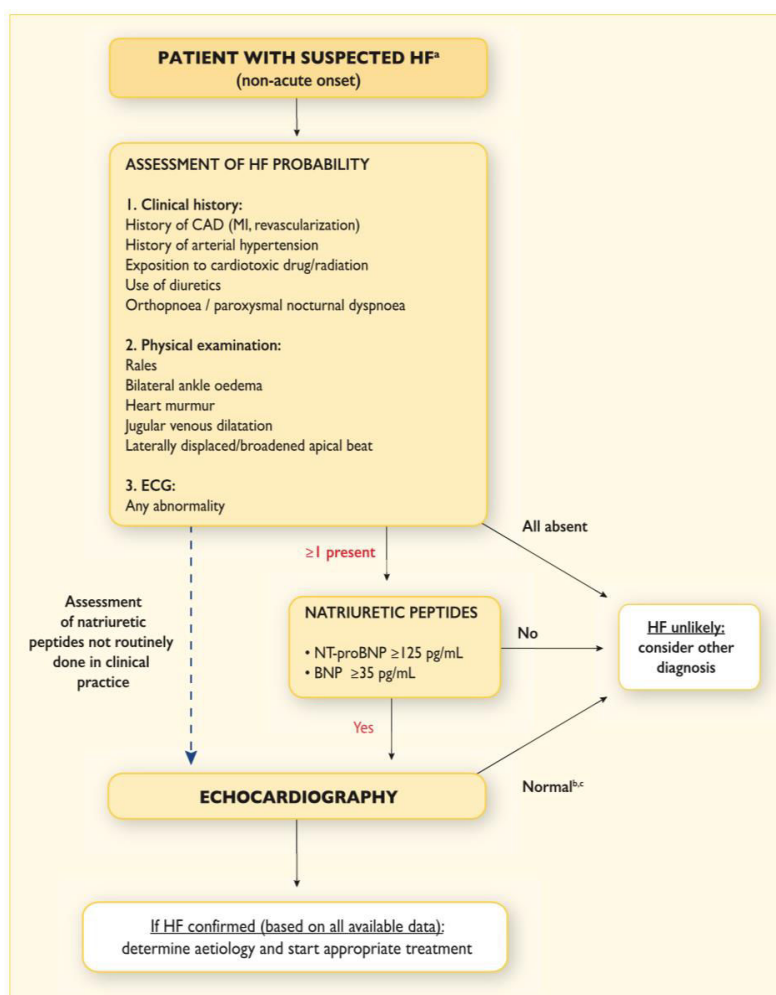 PATIENT WITH SUSPECTED HFᵃ
(non-acute onset)
ASSESSMENT OF HF PROBABILITY
1. Clinical history:
History of CAD (MI, revascularization)
History of arterial hypertension
Exposition to cardiotoxic drug/radiation
Use of diuretics
Orthopnoea / paroxysmal nocturnal dyspnoea
2. Physical examination:
Rales
Bilateral ankle oedema
Heart murmur
Jugular venous dilatation
Laterally displaced/broadened apical beat
3. ECG:
Any abnormality
All absent
≥1 present
Assessment
of natriuretic
peptides not routinely
done in clinical
practice
NATRIURETIC PEPTIDES
• NT-proBNP ≥125 pg/mL
• BNP ≥35 pg/mL
No
HF unlikely:
consider other
diagnosis
Yes
Normalᵇ,ᶜ
ECHOCARDIOGRAPHY
If HF confirmed (based on all available data):
determine aetiology and start appropriate treatment